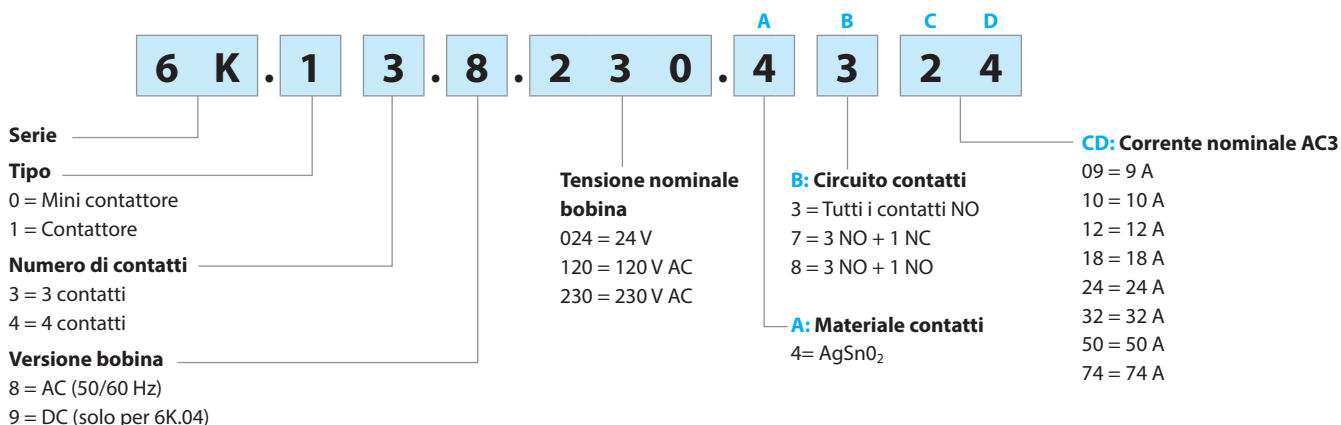 A B C D
6 K . 1 3 . 8 . 2 3 0 . 4 3 2 4
Serie
Tipo
0 = Mini contattore
1 = Contattore
Numero di contatti
3 = 3 contatti
4 = 4 contatti
Versione bobina
8 = AC (50/60 Hz)
9 = DC (solo per 6K.04)
Tensione nominale
bobina
024 = 24 V
120 = 120 V AC
230 = 230 V AC
B: Circuito contatti
3 = Tutti i contatti NO
7 = 3 NO + 1 NC
8 = 3 NO + 1 NO
A: Materiale contatti
4= AgSn0₂
CD: Corrente nominale AC3
09 = 9 A
10 = 10 A
12 = 12 A
18 = 18 A
24 = 24 A
32 = 32 A
50 = 50 A
74 = 74 A